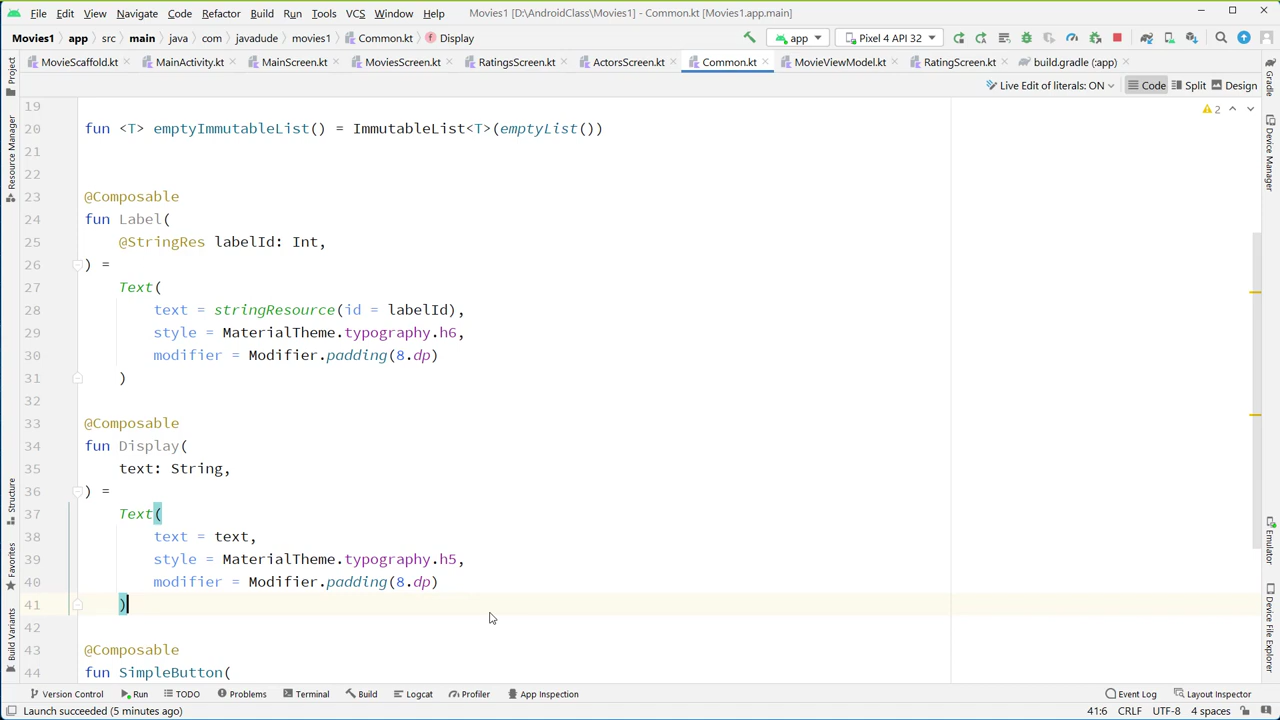 File Edit View Navigate Code Refactor Build Run Tools VCS Window Help Movies1 [D:\AndroidClass\Movies1] - Common.kt [Movies1.app.main]
Movies1 app src main java com javadude movies1 Common.kt Display app Pixel 4 API 32
MovieScaffold.kt MainActivity.kt MainScreen.kt MoviesScreen.kt RatingsScreen.kt ActorsScreen.kt Common.kt MovieViewModel.kt RatingScreen.kt build.gradle (:app)
Live Edit of literals: ON Code Split Design
2
19
20 fun <T> emptyImmutableList() = ImmutableList<T>(emptyList())
21
22
23 @Composable
24 fun Label(
25 @StringRes labelId: Int,
26 ) =
27 Text(
28 text = stringResource(id = labelId),
29 style = MaterialTheme.typography.h6,
30 modifier = Modifier.padding(8.dp)
31 )
32
33 @Composable
34 fun Display(
35 text: String,
36 ) =
37 Text(
38 text = text,
39 style = MaterialTheme.typography.h5,
40 modifier = Modifier.padding(8.dp)
41 )
42
43 @Composable
44 fun SimpleButton(
Project
Resource Manager
Structure
Favorites
Build Variants
Gradle
Device Manager
Emulator
Device File Explorer
Version Control Run TODO Problems Terminal Build Logcat Profiler App Inspection Event Log Layout Inspector
Launch succeeded (5 minutes ago) 41:6 CRLF UTF-8 4 spaces